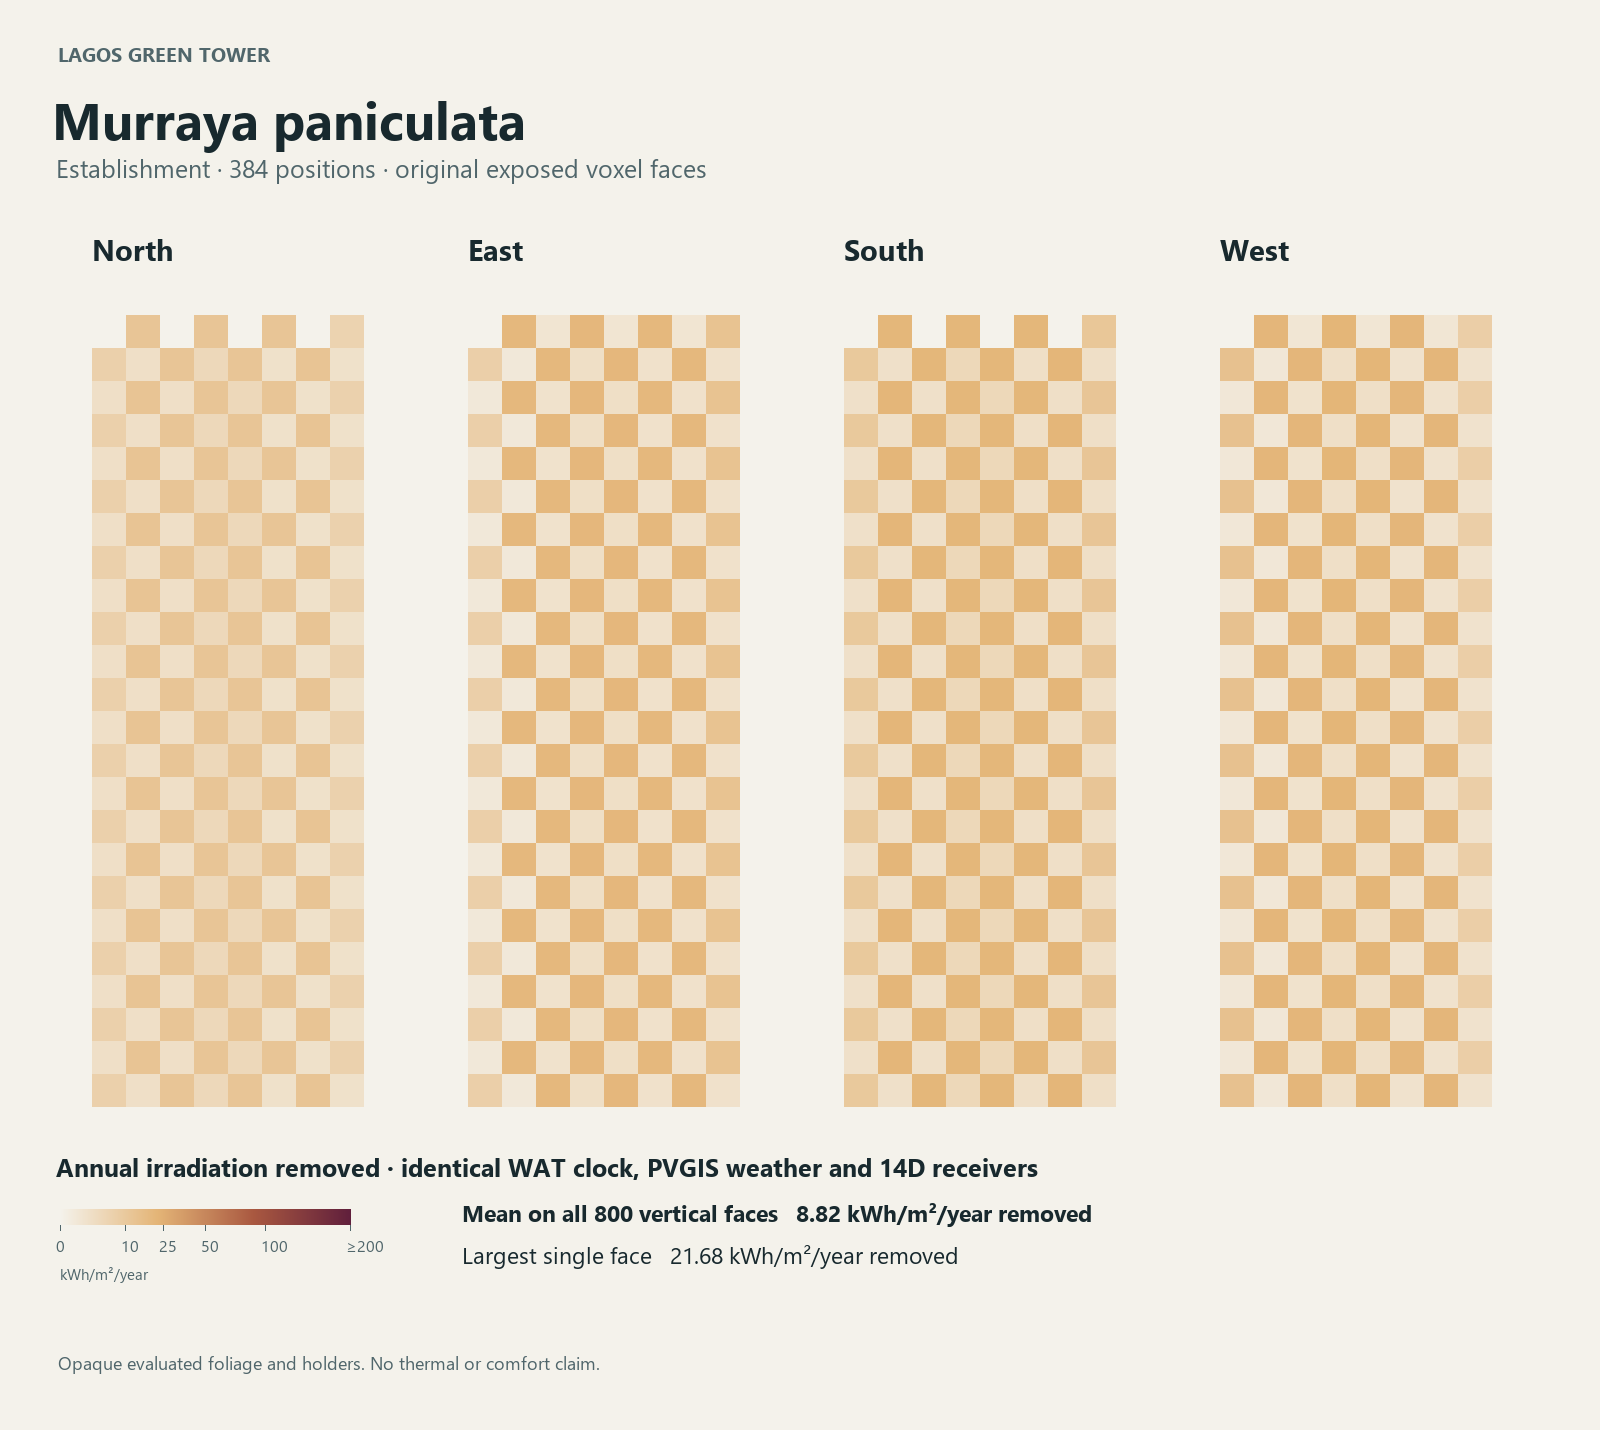 LAGOS GREEN TOWER
Murraya paniculata
Establishment · 384 positions · original exposed voxel faces
North East South West
Annual irradiation removed · identical WAT clock, PVGIS weather and 14D receivers
Mean on all 800 vertical faces 8.82 kWh/m²/year removed
0 10 25 50 100 ≥200
Largest single face 21.68 kWh/m²/year removed
kWh/m²/year
Opaque evaluated foliage and holders. No thermal or comfort claim.